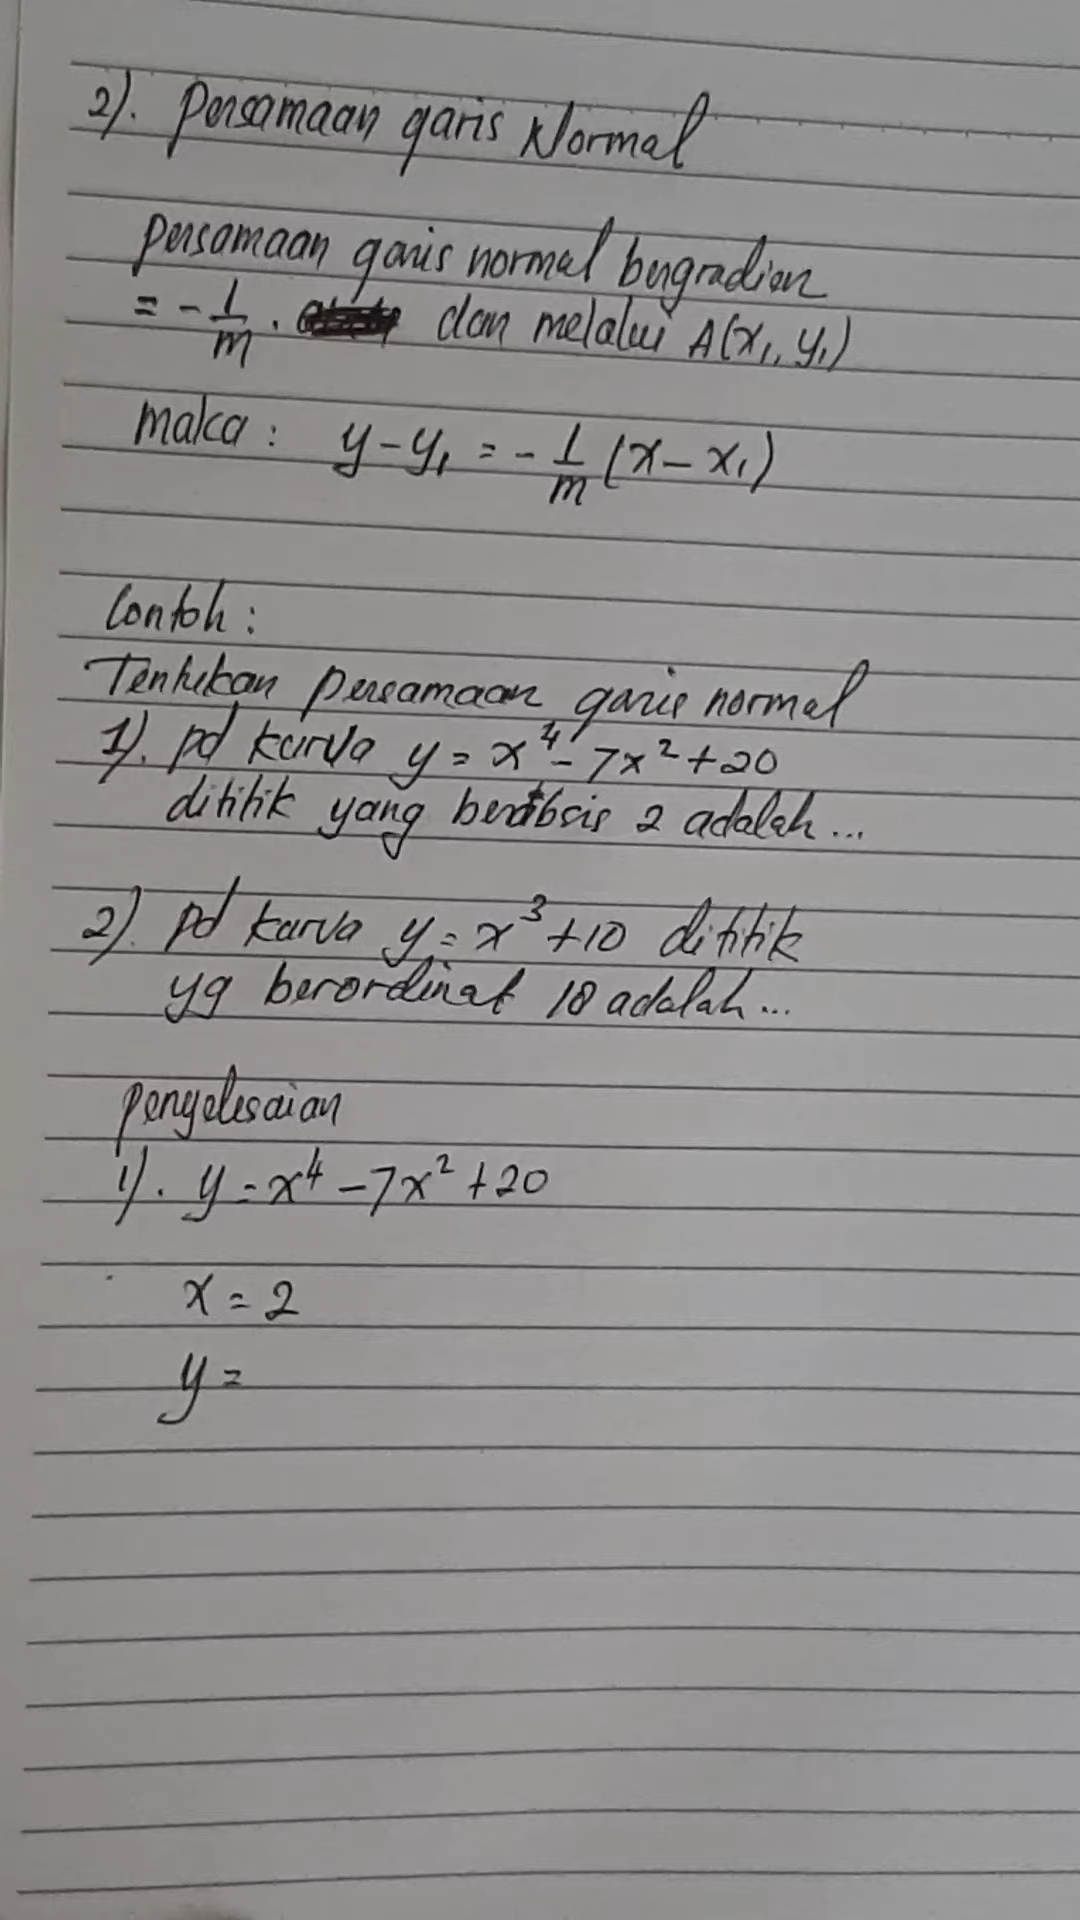 2). Persamaan garis Normal
persamaan garis normal bergradien
= - 1/m . dan melalui A(x₁, y₁)
maka : y - y₁ = - 1/m (x - x₁)
Contoh :
Tentukan persamaan garis normal
1). pd kurva y = x⁴ - 7x² + 20
dititik yang berabsis 2 adalah ...
2). pd kurva y = x³ + 10 dititik
yg berordinat 18 adalah ...
penyelesaian
1). y = x⁴ - 7x² + 20
x = 2
y =